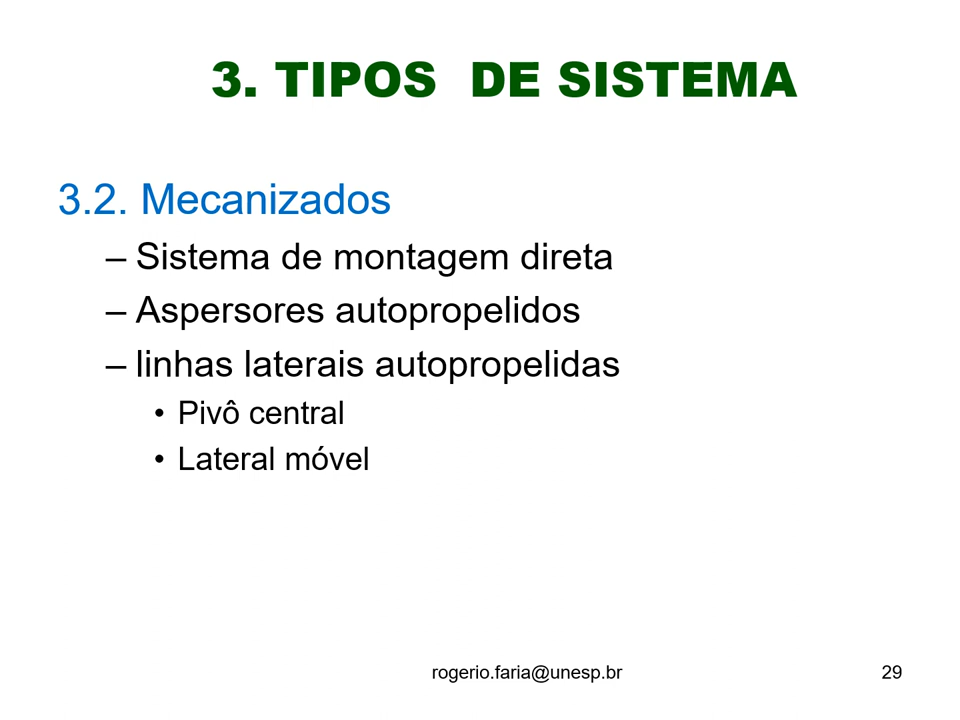 3. TIPOS  DE SISTEMA
3.2. Mecanizados
– Sistema de montagem direta
– Aspersores autopropelidos
– linhas laterais autopropelidas
• Pivô central
• Lateral móvel
rogerio.faria@unesp.br 29